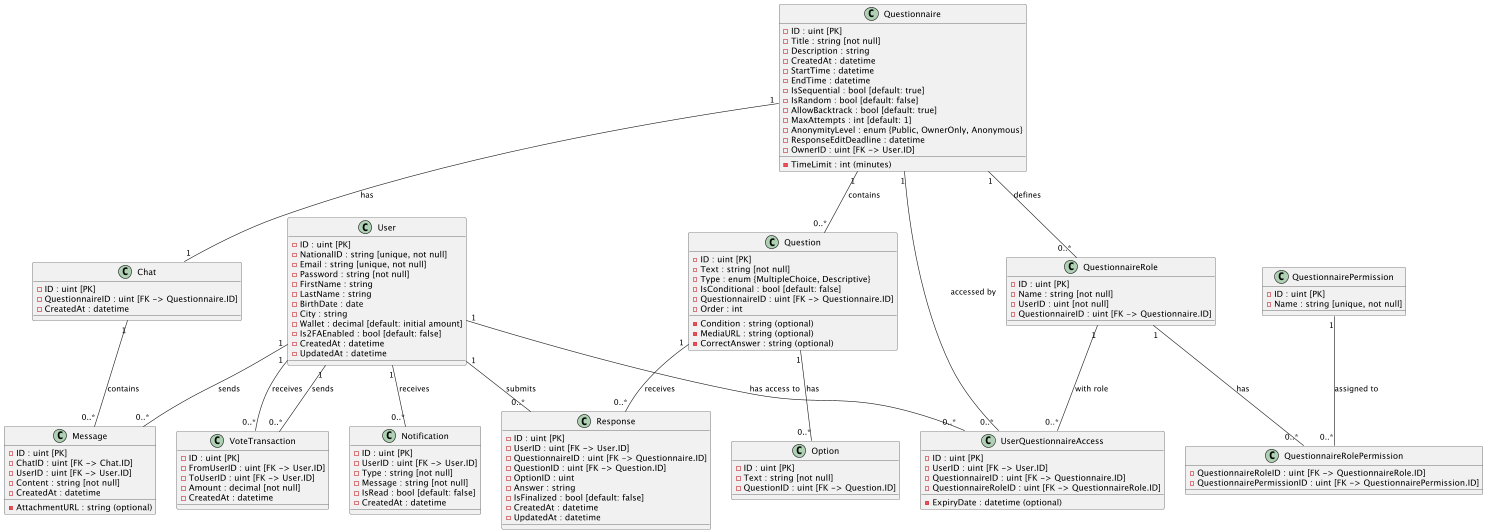 C Questionnaire
ID : uint [PK]
Title : string [not null]
Description : string
CreatedAt : datetime
StartTime : datetime
EndTime : datetime
IsSequential : bool [default: true]
IsRandom : bool [default: false]
AllowBacktrack : bool [default: true]
MaxAttempts : int [default: 1]
AnonymityLevel : enum {Public, OwnerOnly, Anonymous}
ResponseEditDeadline : datetime
OwnerID : uint [FK -> User.ID]
TimeLimit : int (minutes)
1
1
1
1
has
contains
accessed by
defines
1
0..*
0..*
C Chat
ID : uint [PK]
QuestionnaireID : uint [FK -> Questionnaire.ID]
CreatedAt : datetime
C User
ID : uint [PK]
NationalID : string [unique, not null]
Email : string [unique, not null]
Password : string [not null]
FirstName : string
LastName : string
BirthDate : date
City : string
Wallet : decimal [default: initial amount]
Is2FAEnabled : bool [default: false]
CreatedAt : datetime
UpdatedAt : datetime
C Question
ID : uint [PK]
Text : string [not null]
Type : enum {MultipleChoice, Descriptive}
IsConditional : bool [default: false]
QuestionnaireID : uint [FK -> Questionnaire.ID]
Order : int
Condition : string (optional)
MediaURL : string (optional)
CorrectAnswer : string (optional)
C QuestionnaireRole
ID : uint [PK]
Name : string [not null]
UserID : uint [not null]
QuestionnaireID : uint [FK -> Questionnaire.ID]
C QuestionnairePermission
ID : uint [PK]
Name : string [unique, not null]
1
1
1
1
1
1
1
1
1
1
1
1
contains
sends
receives
sends
receives
submits
has access to
receives
has
with role
has
assigned to
0..*
0..*
0..*
0..*
0..*
0..*
0..*
0..*
0..*
0..*
0..*
0..*
0..*
C Message
ID : uint [PK]
ChatID : uint [FK -> Chat.ID]
UserID : uint [FK -> User.ID]
Content : string [not null]
CreatedAt : datetime
AttachmentURL : string (optional)
C VoteTransaction
ID : uint [PK]
FromUserID : uint [FK -> User.ID]
ToUserID : uint [FK -> User.ID]
Amount : decimal [not null]
CreatedAt : datetime
C Notification
ID : uint [PK]
UserID : uint [FK -> User.ID]
Type : string [not null]
Message : string [not null]
IsRead : bool [default: false]
CreatedAt : datetime
C Response
ID : uint [PK]
UserID : uint [FK -> User.ID]
QuestionnaireID : uint [FK -> Questionnaire.ID]
QuestionID : uint [FK -> Question.ID]
OptionID : uint
Answer : string
IsFinalized : bool [default: false]
CreatedAt : datetime
UpdatedAt : datetime
C Option
ID : uint [PK]
Text : string [not null]
QuestionID : uint [FK -> Question.ID]
C UserQuestionnaireAccess
ID : uint [PK]
UserID : uint [FK -> User.ID]
QuestionnaireID : uint [FK -> Questionnaire.ID]
QuestionnaireRoleID : uint [FK -> QuestionnaireRole.ID]
ExpiryDate : datetime (optional)
C QuestionnaireRolePermission
QuestionnaireRoleID : uint [FK -> QuestionnaireRole.ID]
QuestionnairePermissionID : uint [FK -> QuestionnairePermission.ID]